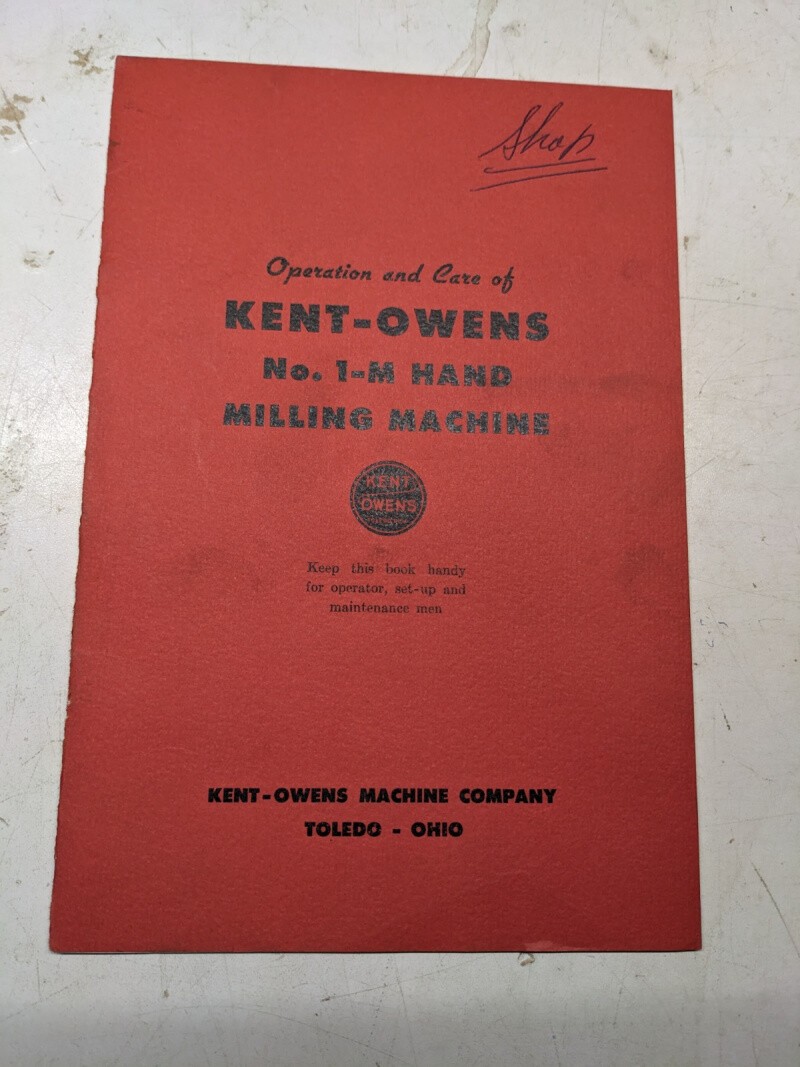 Shop
Operation and Care of
KENT-OWENS
No. 1-M HAND
MILLING MACHINE
KENT
OWENS
Keep this book handy
for operator, set-up and
maintenance men
KENT-OWENS MACHINE COMPANY
TOLEDO - OHIO